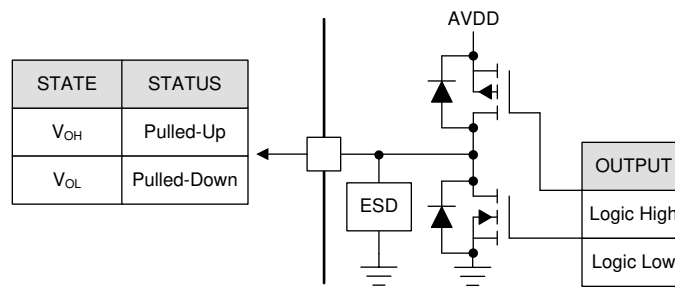 AVDD
STATE STATUS
VOH Pulled-Up
VOL Pulled-Down
ESD
OUTPUT
Logic High
Logic Low